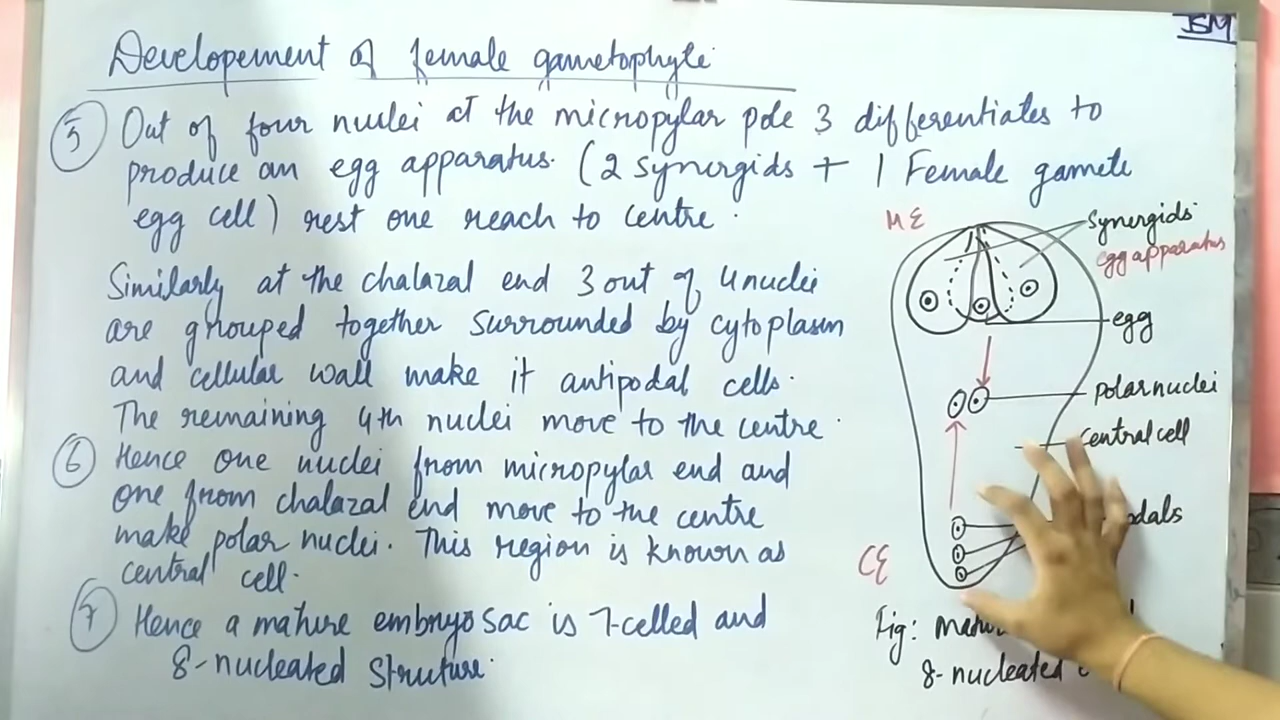 JSM
Developement of female gametophyte
5 Out of four nuclei at the micropylar pole 3 differentiates to
produce an egg apparatus. (2 synergids + 1 Female gamete
egg cell) rest one reach to centre.
Similarly at the chalazal end 3 out of 4 nuclei
are grouped together surrounded by cytoplasm
and cellular wall make it antipodal cells.
The remaining 4th nuclei move to the centre.
6 Hence one nuclei from micropylar end and
one from chalazal end move to the centre
make polar nuclei. This region is known as
central cell.
7 Hence a mature embryo sac is 7-celled and
8-nucleated structure.
ME
Synergids
egg apparatus
egg
polar nuclei
Central cell
CE
Fig:
8-nucleated